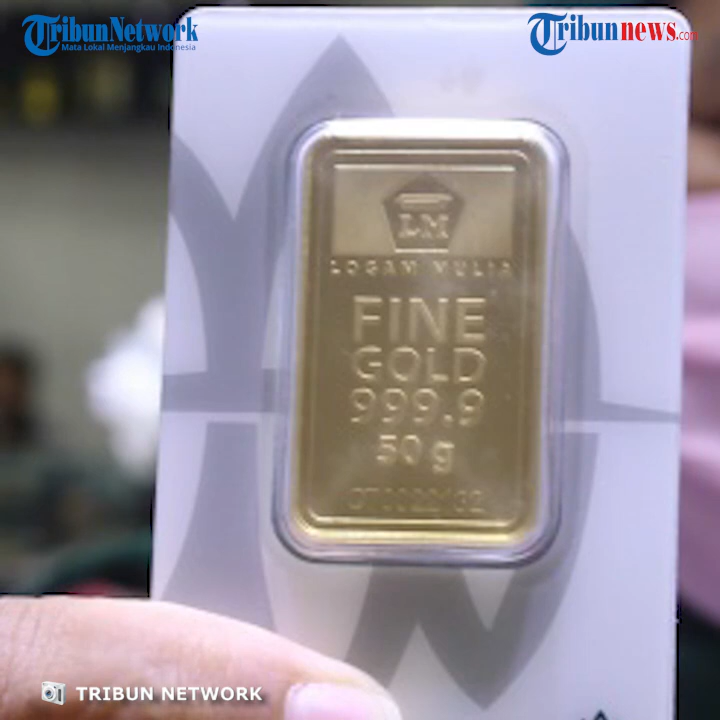 TribunNetwork
Mata Lokal Menjangkau Indonesia
Tribunnews.com
LM
LOGAM MULIA
FINE
GOLD
999.9
50 g
TRIBUN NETWORK